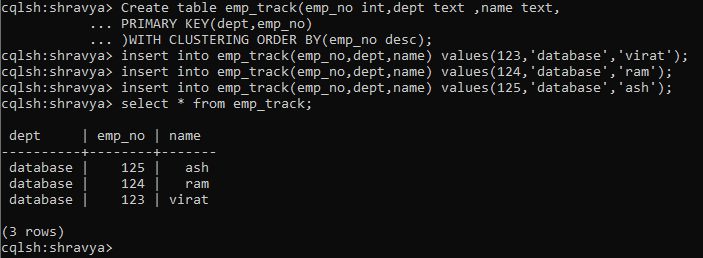 cqlsh:shravya> Create table emp_track(emp_no int,dept text ,name text,
... PRIMARY KEY(dept,emp_no)
... )WITH CLUSTERING ORDER BY(emp_no desc);
cqlsh:shravya> insert into emp_track(emp_no,dept,name) values(123,'database','virat');
cqlsh:shravya> insert into emp_track(emp_no,dept,name) values(124,'database','ram');
cqlsh:shravya> insert into emp_track(emp_no,dept,name) values(125,'database','ash');
cqlsh:shravya> select * from emp_track;
 dept     | emp_no | name
----------+--------+-------
 database |    125 |   ash
 database |    124 |   ram
 database |    123 | virat
(3 rows)
cqlsh:shravya>